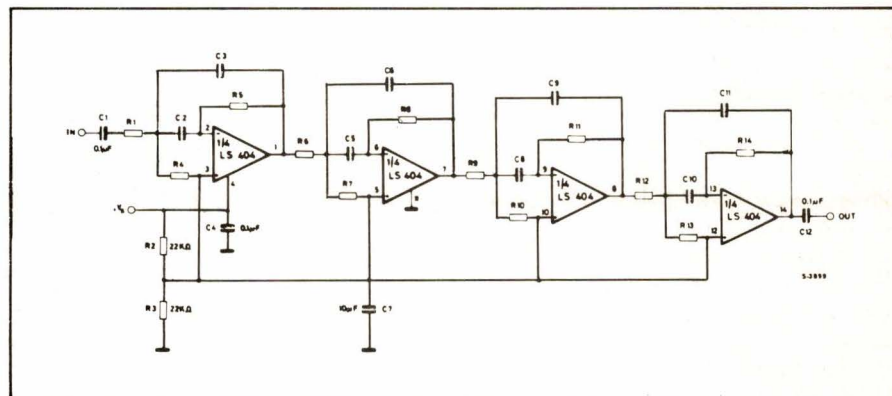 C3
C6
C9
C11
R5
R8
R11
R14
C1
R1
C2
IN
0.1µF
2
1/4
LS 404
1
R6
C5
6
1/4
LS 404
7
R9
C8
9
1/4
LS 404
8
R12
C10
13
1/4
LS 404
14
0.1µF
OUT
C12
R4
3
4
R7
5
11
R10
10
R13
12
+Vs
C4
0.1µF
R2
22KΩ
R3
22KΩ
10µF
C7
S-3899